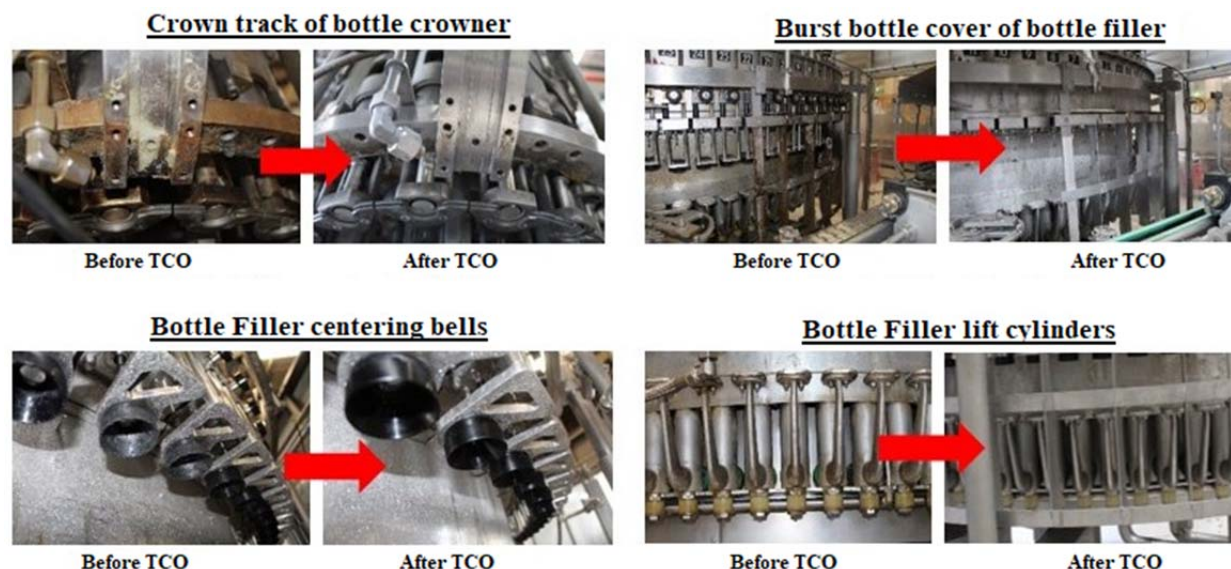 Crown track of bottle crowner
Burst bottle cover of bottle filler
Before TCO
After TCO
Before TCO
After TCO
Bottle Filler centering bells
Bottle Filler lift cylinders
Before TCO
After TCO
Before TCO
After TCO